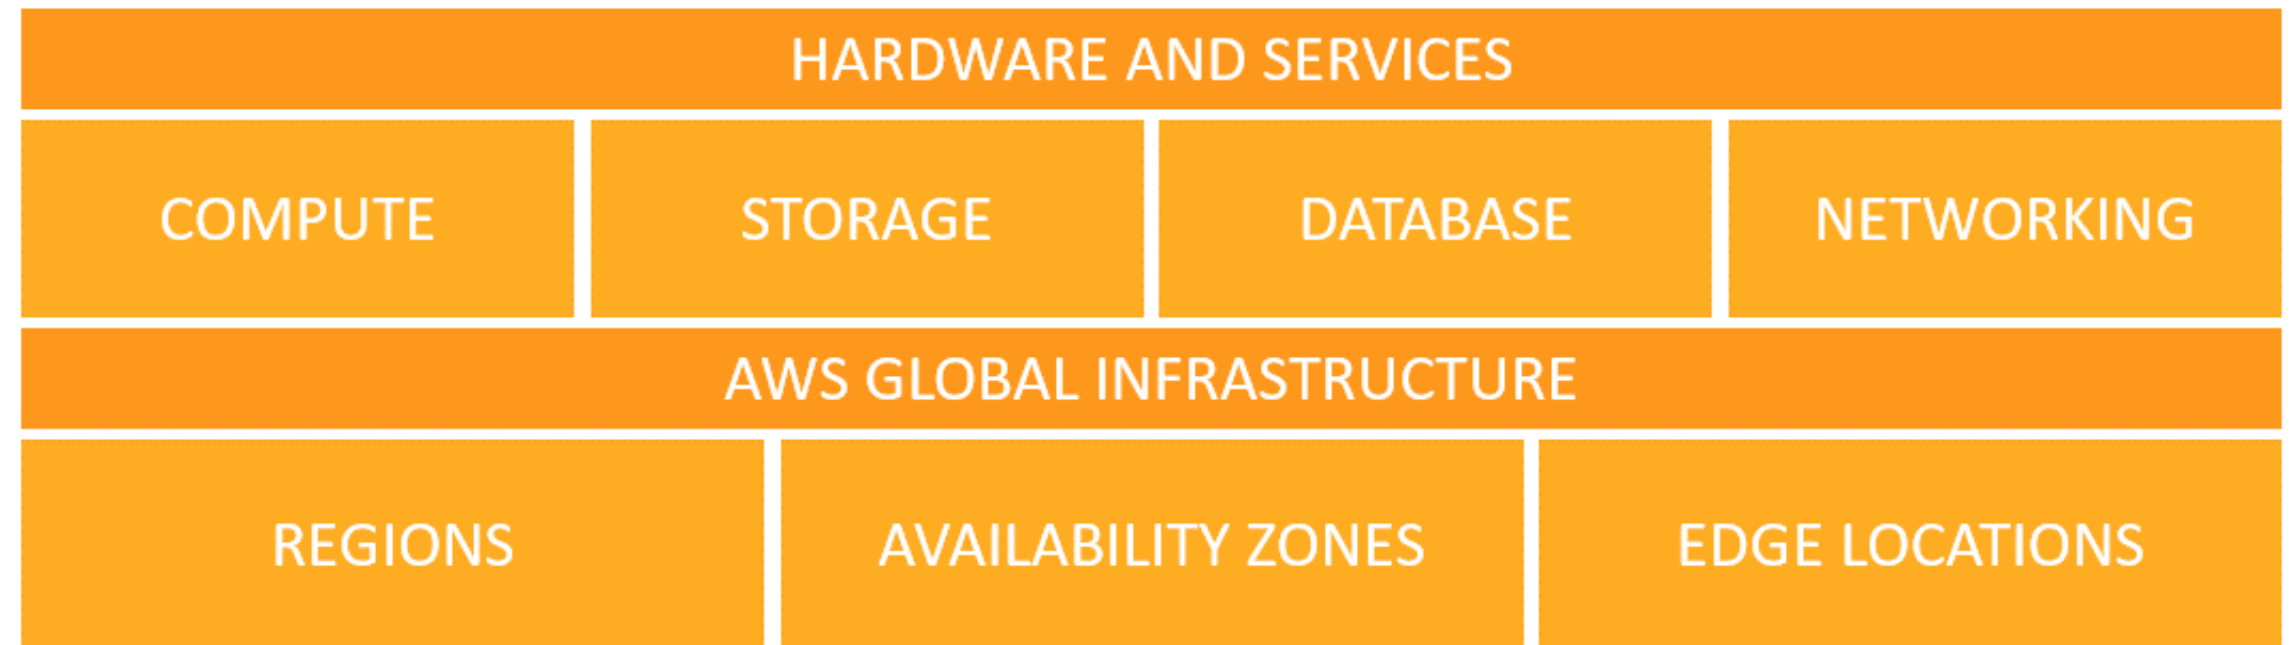 HARDWARE AND SERVICES
COMPUTE
STORAGE
DATABASE
NETWORKING
AWS GLOBAL INFRASTRUCTURE
REGIONS
AVAILABILITY ZONES
EDGE LOCATIONS